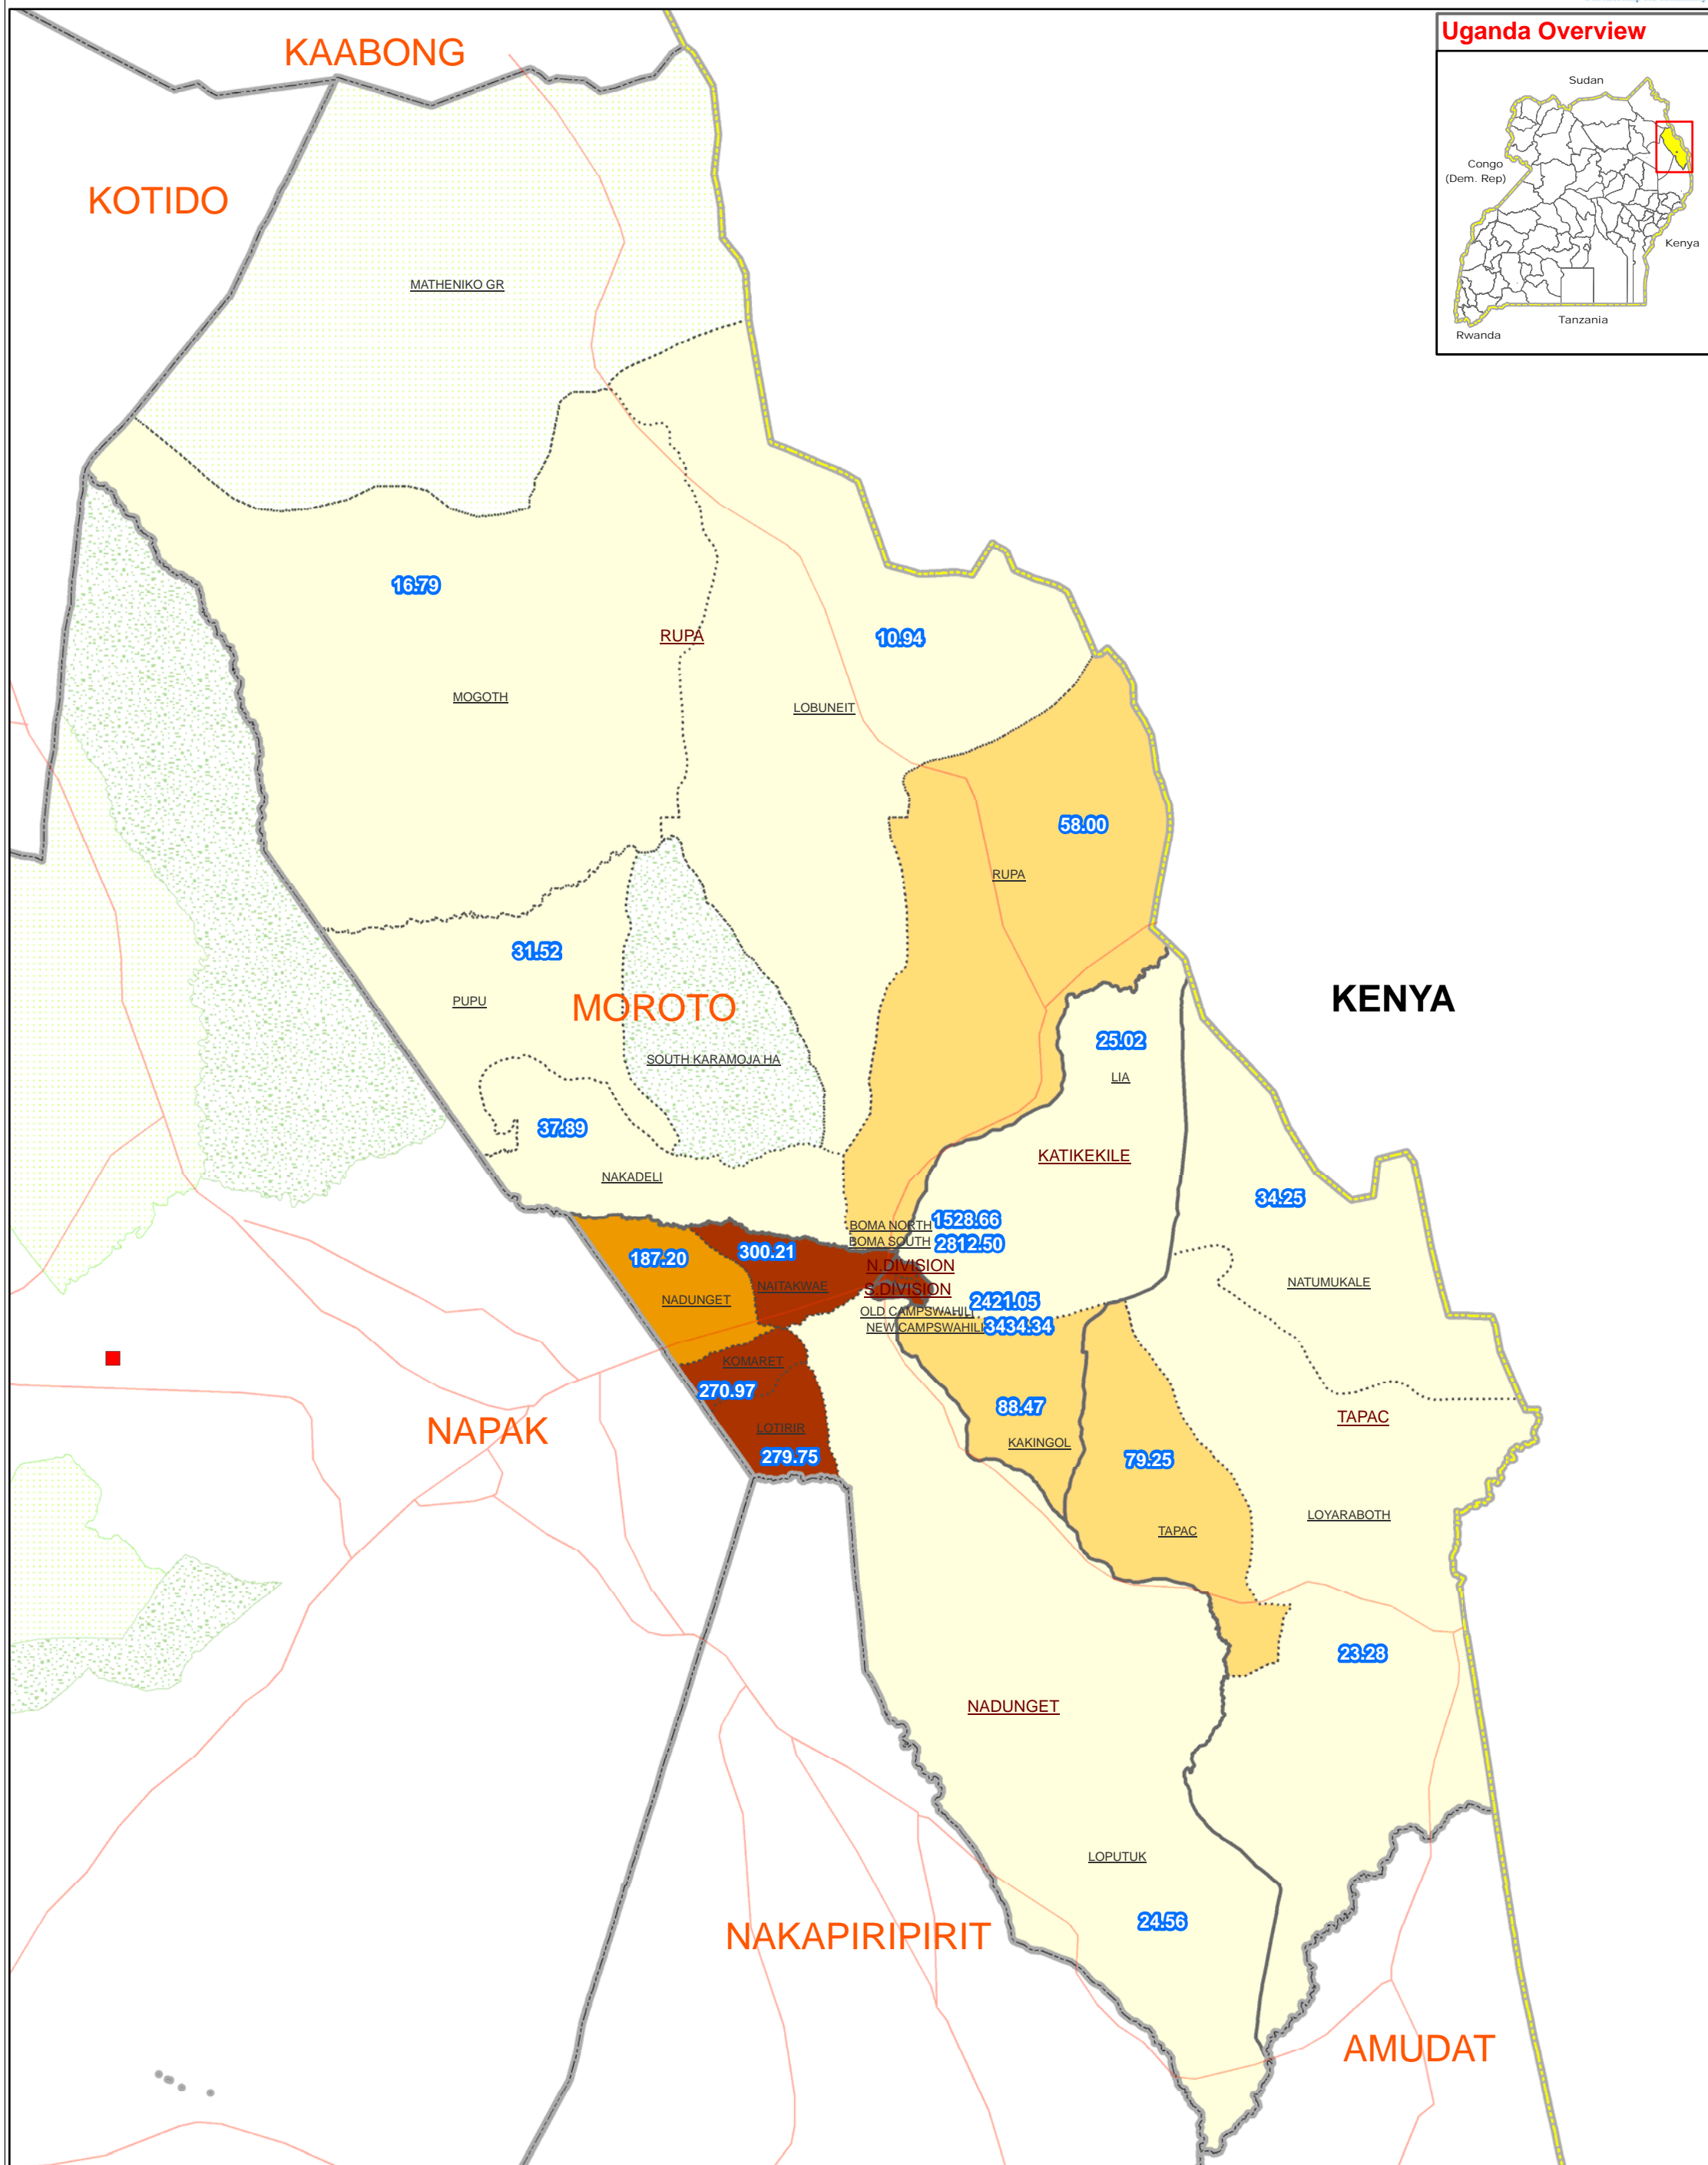 Uganda Overview
Sudan
Congo
(Dem. Rep)
Kenya
Tanzania
Rwanda
KAABONG
KOTIDO
MATHENIKO GR
16.79
RUPA
10.94
MOGOTH
LOBUNEIT
58.00
RUPA
31.52
PUPU
MOROTO
KENYA
25.02
SOUTH KARAMOJA HA
LIA
37.89
KATIKEKILE
NAKADELI
34.25
BOMA NORTH 1528.66
BOMA SOUTH 2812.50
187.20
300.21
N.DIVISION
NAITAKWAE
NATUMUKALE
S.DIVISION
NADUNGET
2421.05
OLD CAMPSWAHILI
NEW CAMPSWAHILI 3434.34
KOMARET
270.97
88.47
TAPAC
NAPAK
LOTIRIR
KAKINGOL
279.75
79.25
LOYARABOTH
TAPAC
23.28
NADUNGET
LOPUTUK
24.56
NAKAPIRIPIRIT
AMUDAT